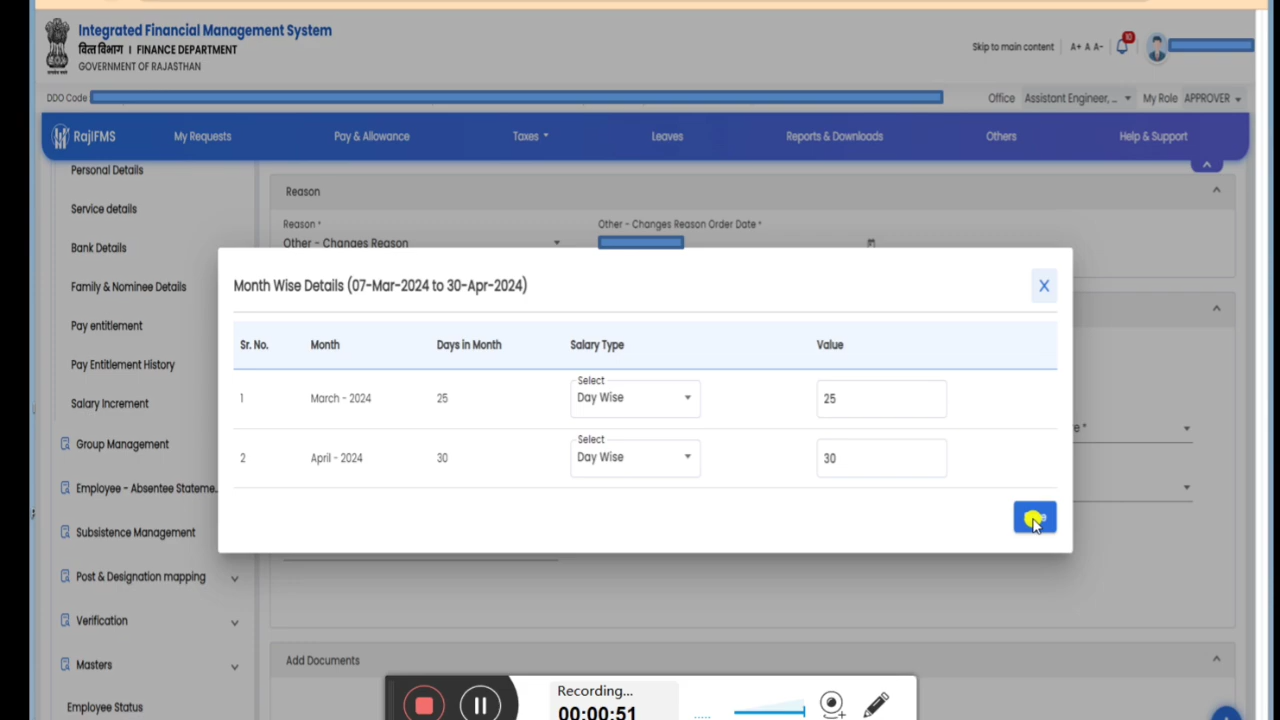 Integrated Financial Management System
वित्त विभाग I FINANCE DEPARTMENT
GOVERNMENT OF RAJASTHAN
Skip to main content A+ A A- 10
DDO Code
Office Assistant Engineer, ... My Role APPROVER
RajIFMS My Requests Pay & Allowance Taxes Leaves Reports & Downloads Others Help & Support
Personal Details
Service details
Bank Details
Family & Nominee Details
Pay entitlement
Pay Entitlement History
Salary Increment
Group Management
Employee - Absentee Stateme..
Subsistence Management
Post & Designation mapping
Verification
Masters
Employee Status
Reason
Reason * Other - Changes Reason Order Date *
Other - Changes Reason
Month Wise Details (07-Mar-2024 to 30-Apr-2024) X
Sr. No. Month Days in Month Salary Type Value
Select
1 March - 2024 25 Day Wise 25
Select
2 April - 2024 30 Day Wise 30
e *
Add Documents
Recording...
00:00:51